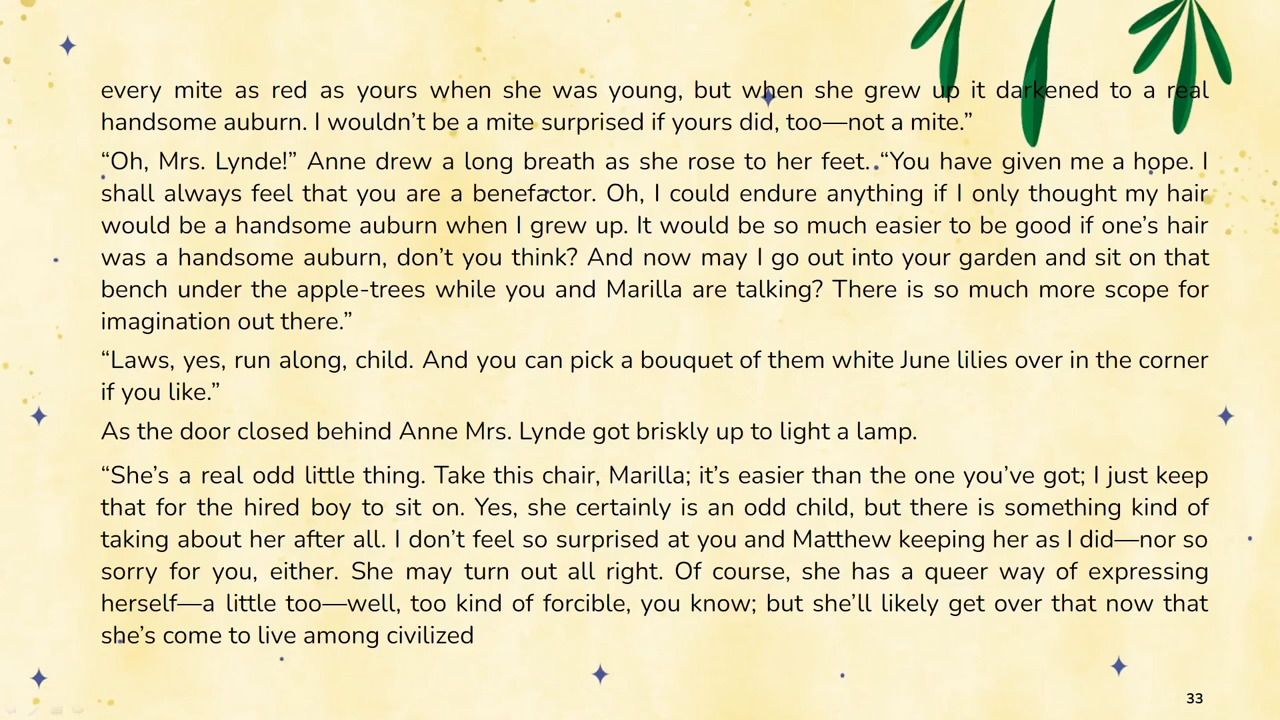 every mite as red as yours when she was young, but when she grew up it darkened to a real
handsome auburn. I wouldn’t be a mite surprised if yours did, too—not a mite.”
“Oh, Mrs. Lynde!” Anne drew a long breath as she rose to her feet. “You have given me a hope. I
shall always feel that you are a benefactor. Oh, I could endure anything if I only thought my hair
would be a handsome auburn when I grew up. It would be so much easier to be good if one’s hair
was a handsome auburn, don’t you think? And now may I go out into your garden and sit on that
bench under the apple-trees while you and Marilla are talking? There is so much more scope for
imagination out there.”
“Laws, yes, run along, child. And you can pick a bouquet of them white June lilies over in the corner
if you like.”
As the door closed behind Anne Mrs. Lynde got briskly up to light a lamp.
“She’s a real odd little thing. Take this chair, Marilla; it’s easier than the one you’ve got; I just keep
that for the hired boy to sit on. Yes, she certainly is an odd child, but there is something kind of
taking about her after all. I don’t feel so surprised at you and Matthew keeping her as I did—nor so
sorry for you, either. She may turn out all right. Of course, she has a queer way of expressing
herself—a little too—well, too kind of forcible, you know; but she’ll likely get over that now that
she’s come to live among civilized
33